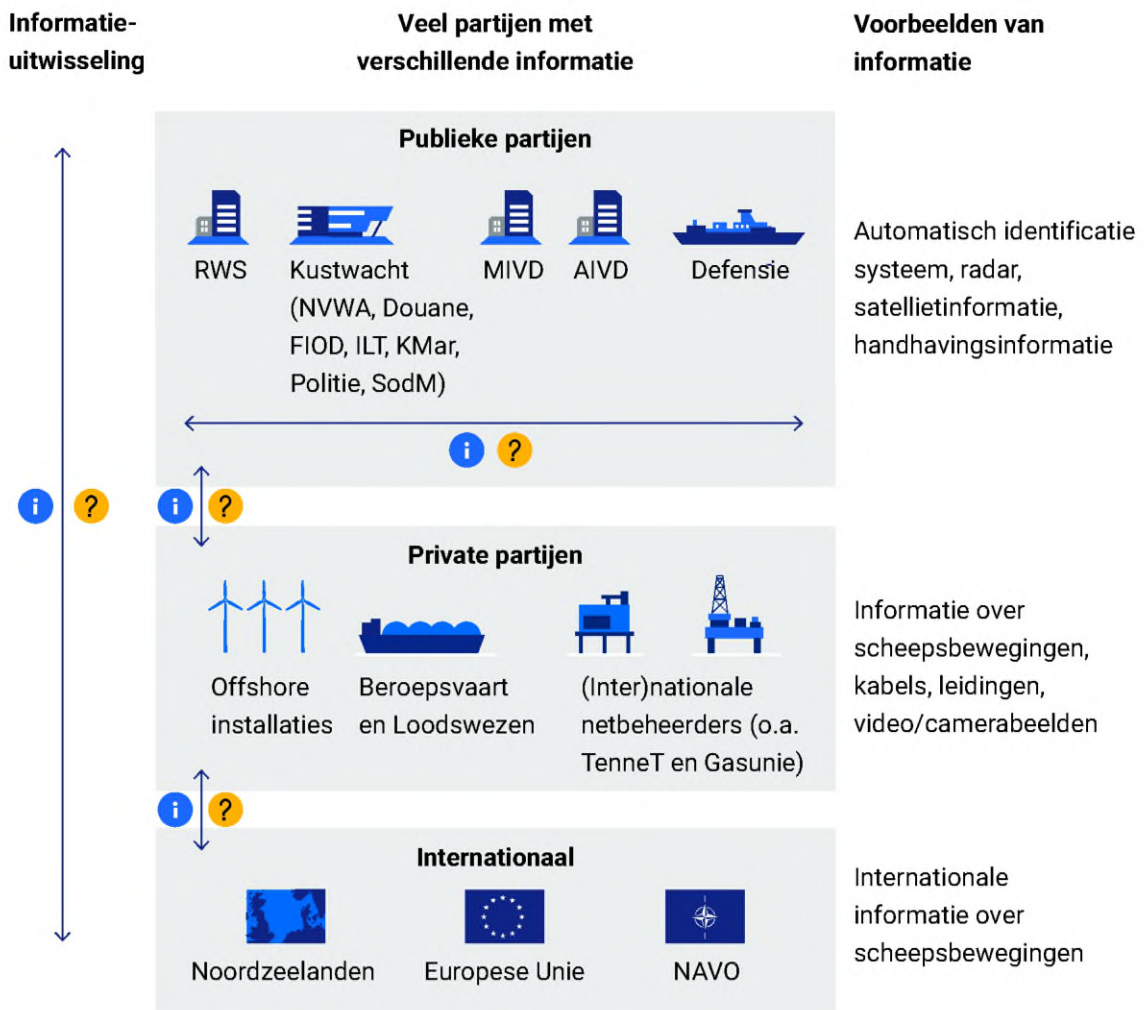 Informatie-
uitwisseling
Veel partijen met
verschillende informatie
Voorbeelden van
informatie
Publieke partijen
RWS
Kustwacht
(NVWA, Douane,
FIOD, ILT, KMar,
Politie, SodM)
MIVD
AIVD
Defensie
Automatisch identificatie
systeem, radar,
satellietinformatie,
handhavingsinformatie
i ?
i ?
i ?
Private partijen
Offshore
installaties
Beroepsvaart
en Loodswezen
(Inter)nationale
netbeheerders (o.a.
TenneT en Gasunie)
Informatie over
scheepsbewegingen,
kabels, leidingen,
video/camerabeelden
i ?
Internationaal
Noordzeelanden
Europese Unie
NAVO
Internationale
informatie over
scheepsbewegingen